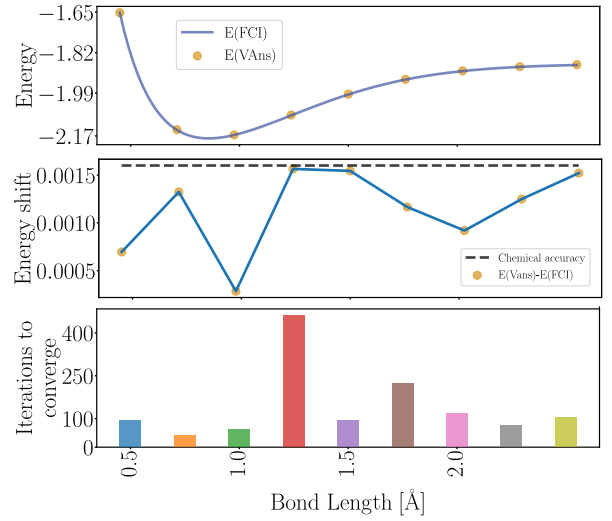 Energy
−1.65
−1.82
−1.99
−2.17
E(FCI)
E(VAns)
Energy shift
0.0015
0.0010
0.0005
Chemical accuracy
E(Vans)-E(FCI)
Iterations to
converge
400
250
100
0
0.5
1.0
1.5
2.0
Bond Length [Å]